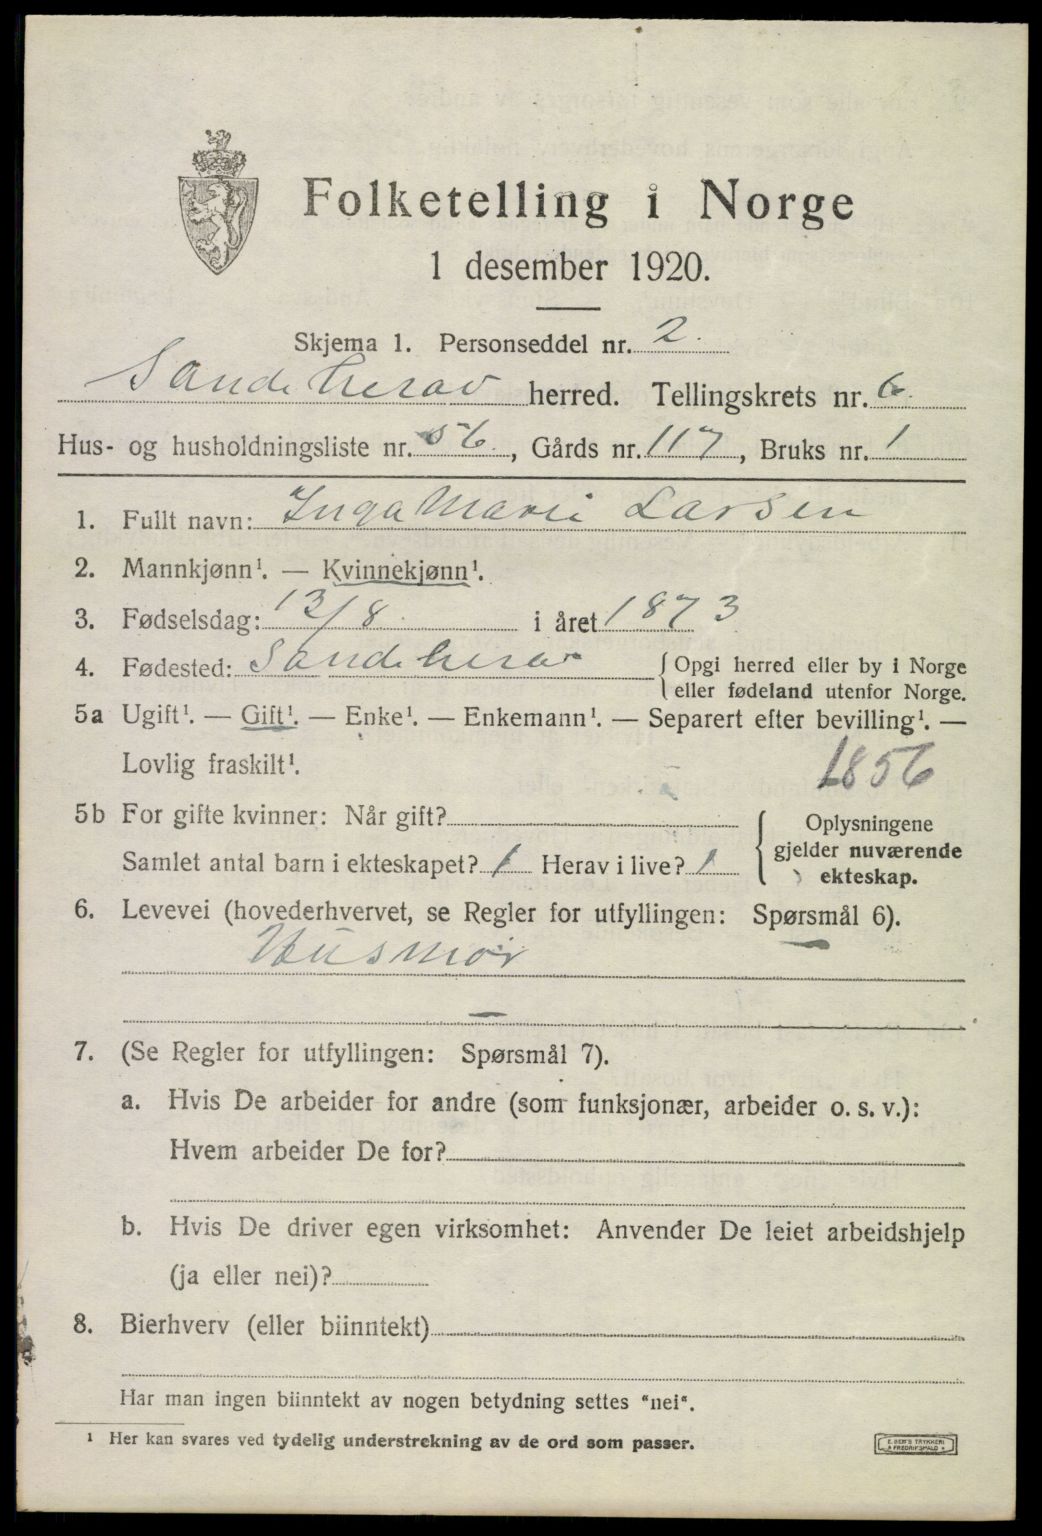 Folketelling i Norge
1 desember 1920.
Skjema 1. Personseddel nr. 2.
Sandeherav herred. Tellingskrets nr. 6.
Hus- og husholdningsliste nr. 56., Gårds nr. 117, Bruks nr. 1
1. Fullt navn: Inga Marie Larsen
2. Mannkjønn¹. — Kvinnekjønn¹.
3. Fødselsdag: 13/8. i året 1873
4. Fødested: Sandeherav {Opgi herred eller by i Norge
eller fødeland utenfor Norge.
5a Ugift¹. — Gift¹. — Enke¹. — Enkemann¹. — Separert efter bevilling¹. —
Lovlig fraskilt¹.
1856
5b For gifte kvinner: Når gift?
Samlet antal barn i ekteskapet? 1 Herav i live? 1
Oplysningene
gjelder nuværende
ekteskap.
6. Levevei (hovederhvervet, se Regler for utfyllingen: Spørsmål 6).
Husmor
7. (Se Regler for utfyllingen: Spørsmål 7).
a. Hvis De arbeider for andre (som funksjonær, arbeider o. s. v.):
Hvem arbeider De for?
b. Hvis De driver egen virksomhet: Anvender De leiet arbeidshjelp
(ja eller nei)?
8. Bierhverv (eller biinntekt)
Har man ingen biinntekt av nogen betydning settes "nei".
¹ Her kan svares ved tydelig understrekning av de ord som passer.
E. SEM'S TRYKKERI
FREDRIKSHALD